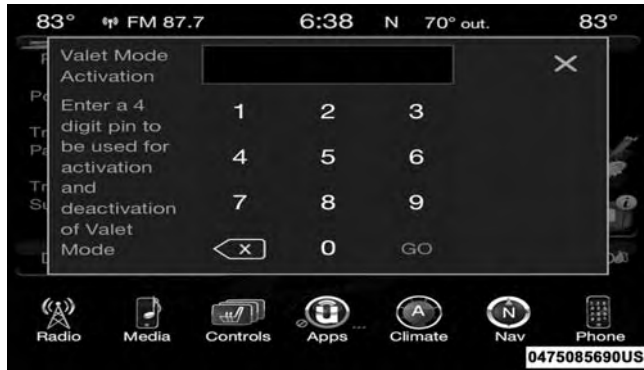 83° FM 87.7 6:38 N 70° out. 83°
Valet Mode
Activation
Enter a 4
digit pin to
be used for
activation
and
deactivation
of Valet
Mode
1 2 3
4 5 6
7 8 9
X 0 GO
A N
Radio Media Controls Apps ... Climate Nav Phone
0475085690US